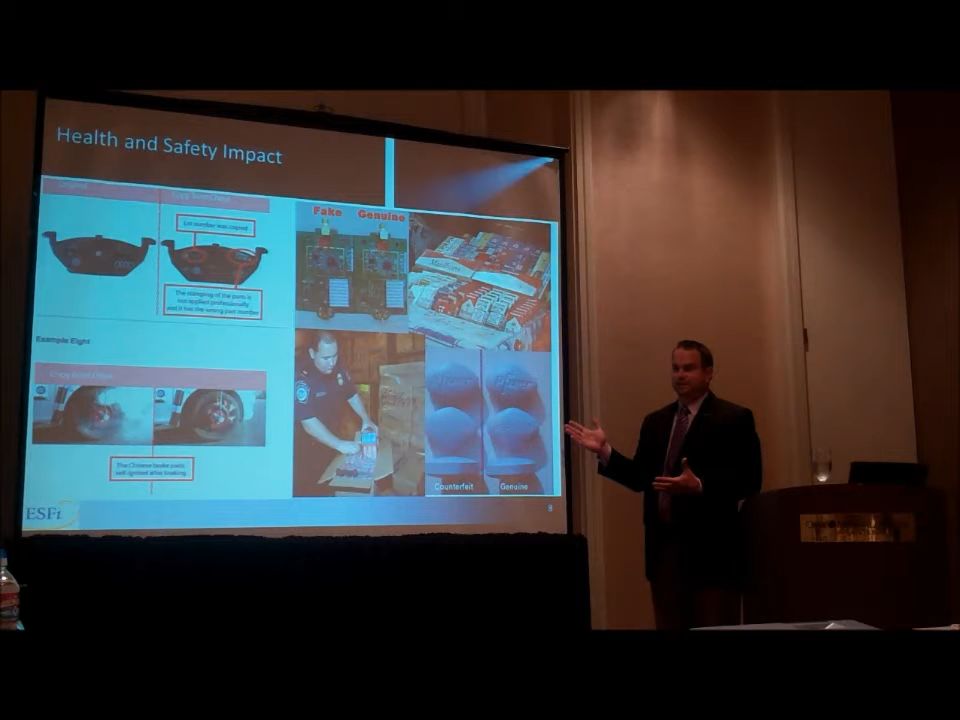 Health and Safety Impact
Lot number was copied
The stamping of the parts is
not applied professionally
and it has the wrong part number
Example Eight
The Chinese brake pads
self ignited after braking
Fake Genuine
Marlboro
Counterfeit Genuine
ESFi
8